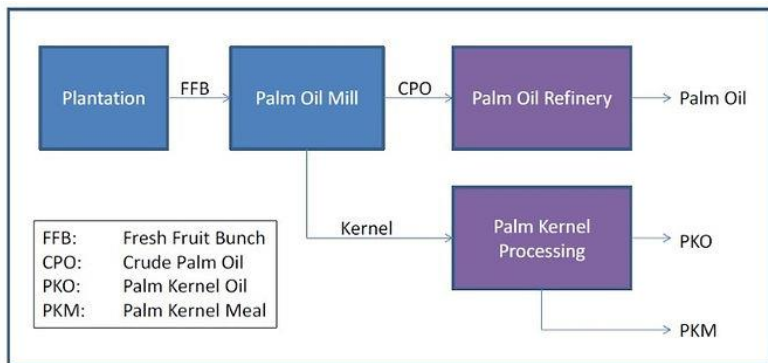 Plantation
FFB
Palm Oil Mill
CPO
Palm Oil Refinery
Palm Oil
Kernel
Palm Kernel
Processing
PKO
PKM
FFB: Fresh Fruit Bunch
CPO: Crude Palm Oil
PKO: Palm Kernel Oil
PKM: Palm Kernel Meal